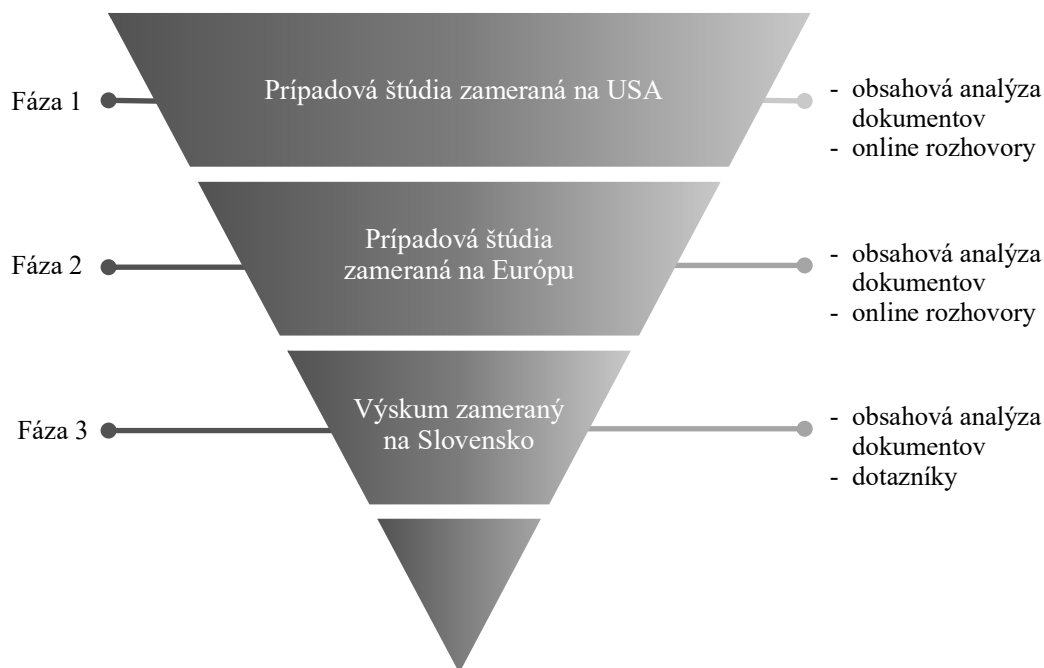 Fáza 1
Prípadová štúdia zameraná na USA
- obsahová analýza
dokumentov
- online rozhovory
Fáza 2
Prípadová štúdia
zameraná na Európu
- obsahová analýza
dokumentov
- online rozhovory
Fáza 3
Výskum zameraný
na Slovensko
- obsahová analýza
dokumentov
- dotazníky